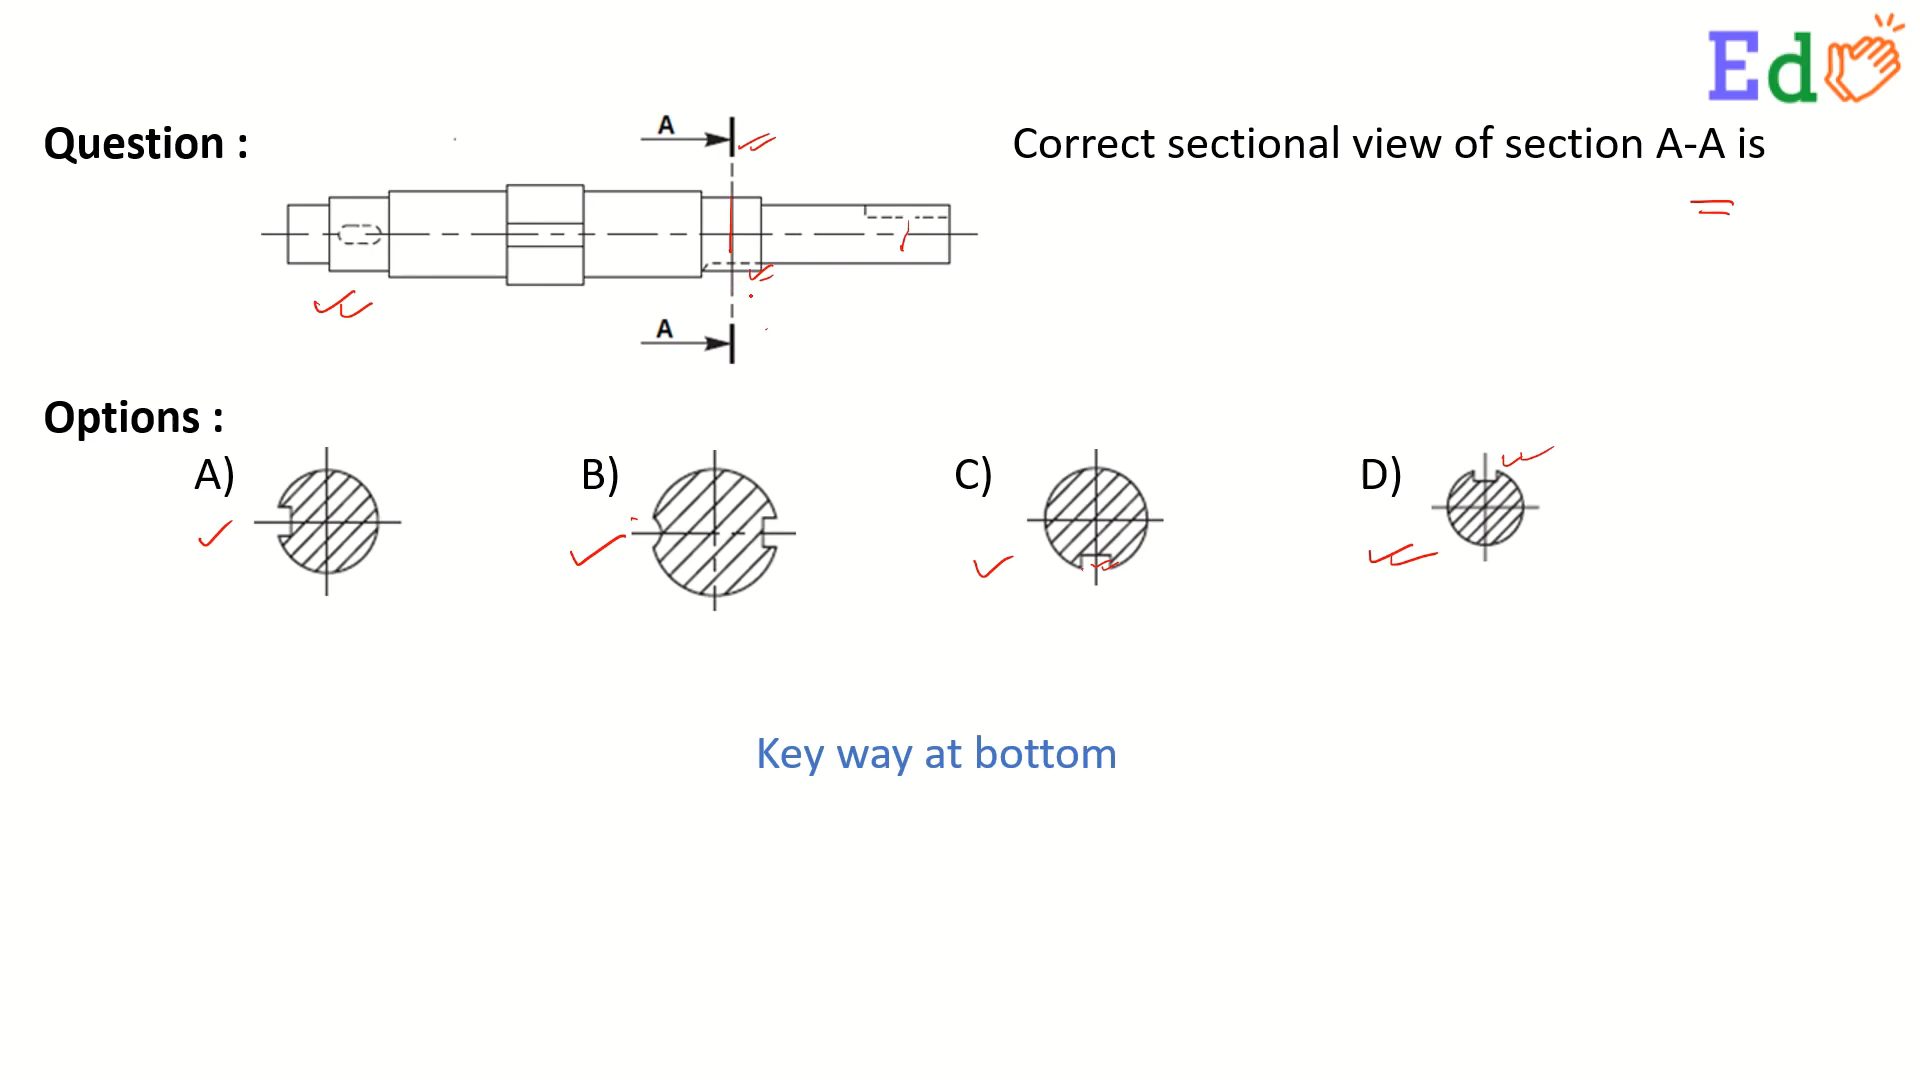 Ed
Question :
A
Correct sectional view of section A-A is
A
Options :
A)
B)
C)
D)
Key way at bottom